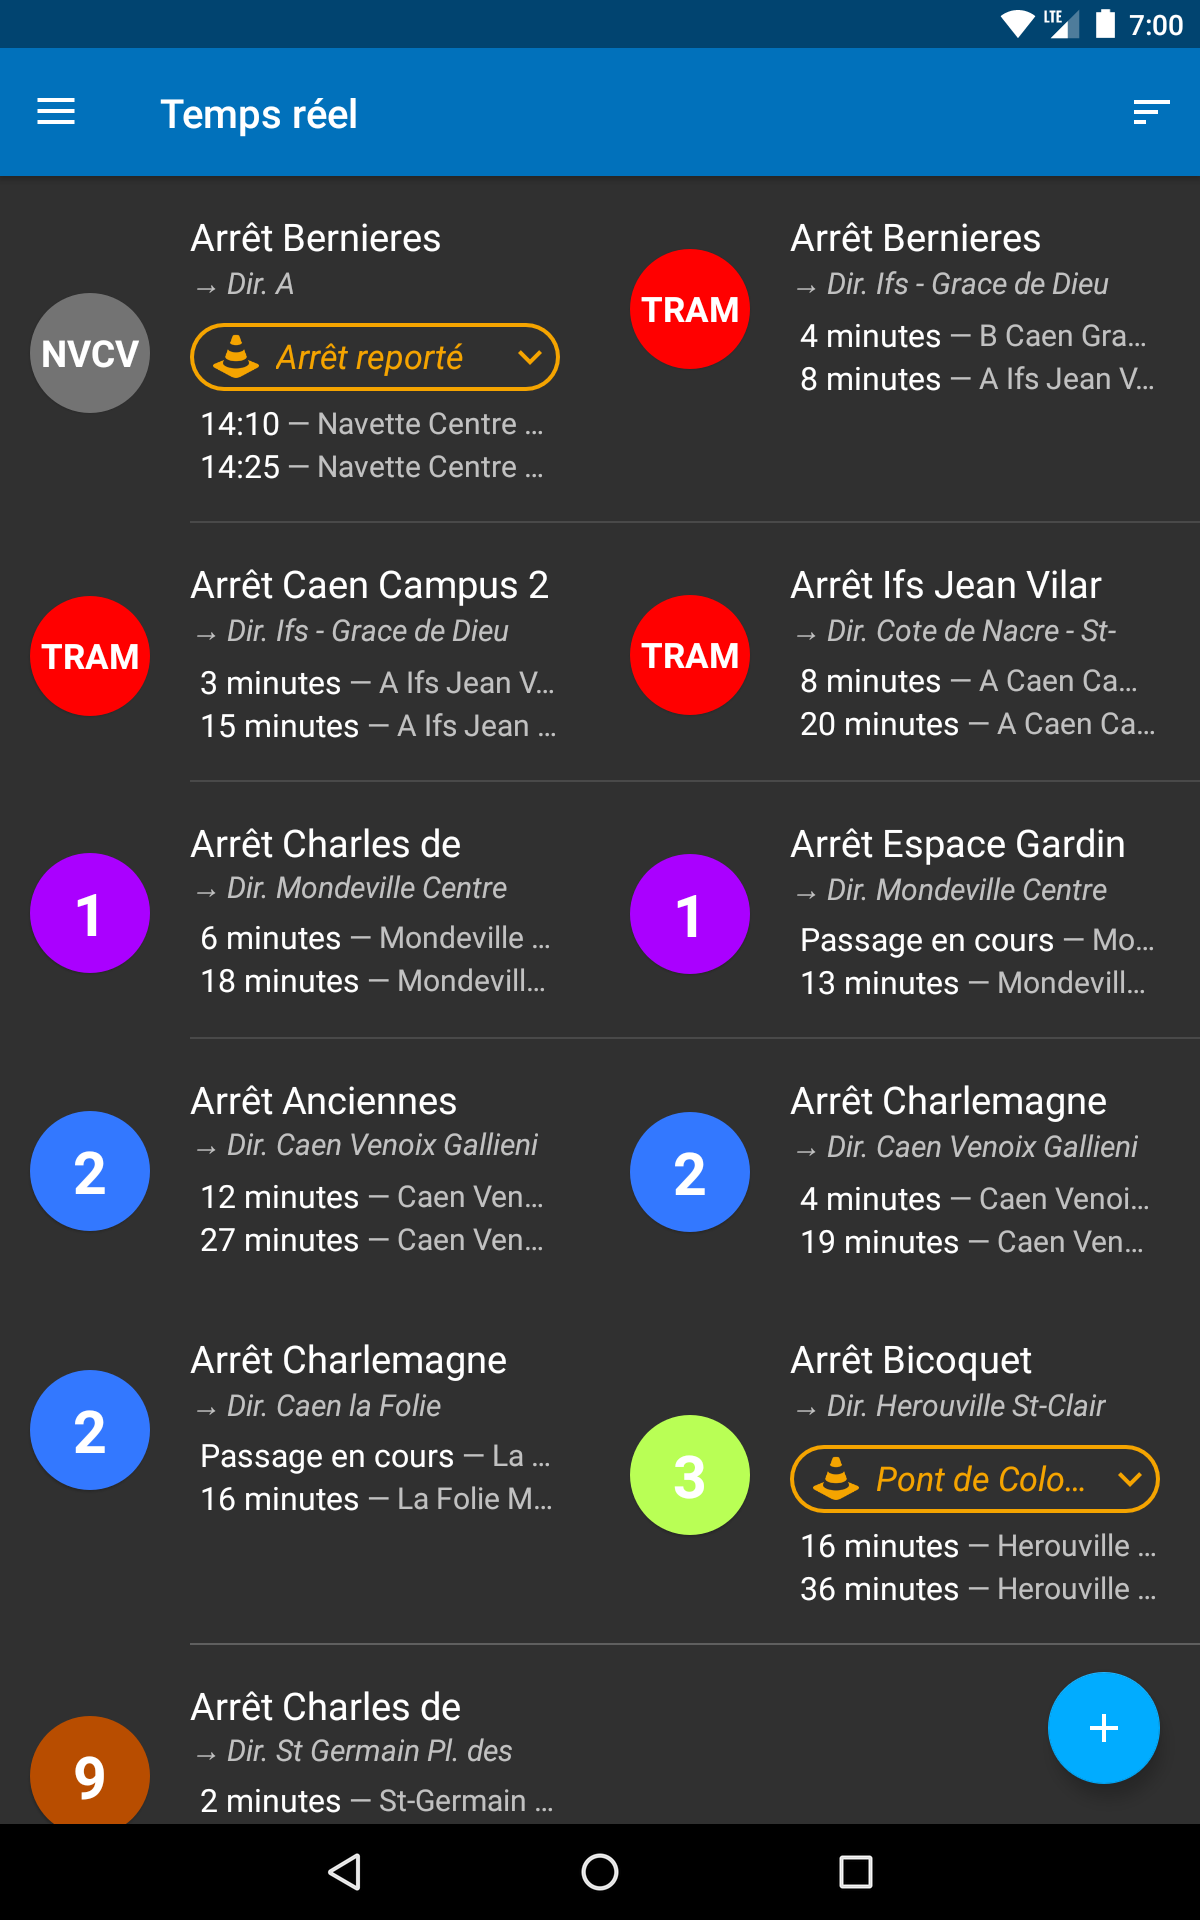 LTE 7:00
Temps réel
NVCV
Arrêt Bernieres
→ Dir. A
Arrêt reporté
14:10 — Navette Centre ...
14:25 — Navette Centre ...
TRAM
Arrêt Bernieres
→ Dir. Ifs - Grace de Dieu
4 minutes — B Caen Gra...
8 minutes — A Ifs Jean V...
TRAM
Arrêt Caen Campus 2
→ Dir. Ifs - Grace de Dieu
3 minutes — A Ifs Jean V...
15 minutes — A Ifs Jean ...
TRAM
Arrêt Ifs Jean Vilar
→ Dir. Cote de Nacre - St-
8 minutes — A Caen Ca...
20 minutes — A Caen Ca...
1
Arrêt Charles de
→ Dir. Mondeville Centre
6 minutes — Mondeville ...
18 minutes — Mondevill...
1
Arrêt Espace Gardin
→ Dir. Mondeville Centre
Passage en cours — Mo...
13 minutes — Mondevill...
2
Arrêt Anciennes
→ Dir. Caen Venoix Gallieni
12 minutes — Caen Ven...
27 minutes — Caen Ven...
2
Arrêt Charlemagne
→ Dir. Caen Venoix Gallieni
4 minutes — Caen Venoi...
19 minutes — Caen Ven...
2
Arrêt Charlemagne
→ Dir. Caen la Folie
Passage en cours — La ...
16 minutes — La Folie M...
3
Arrêt Bicoquet
→ Dir. Herouville St-Clair
Pont de Colo...
16 minutes — Herouville ...
36 minutes — Herouville ...
9
Arrêt Charles de
→ Dir. St Germain Pl. des
2 minutes — St-Germain ...